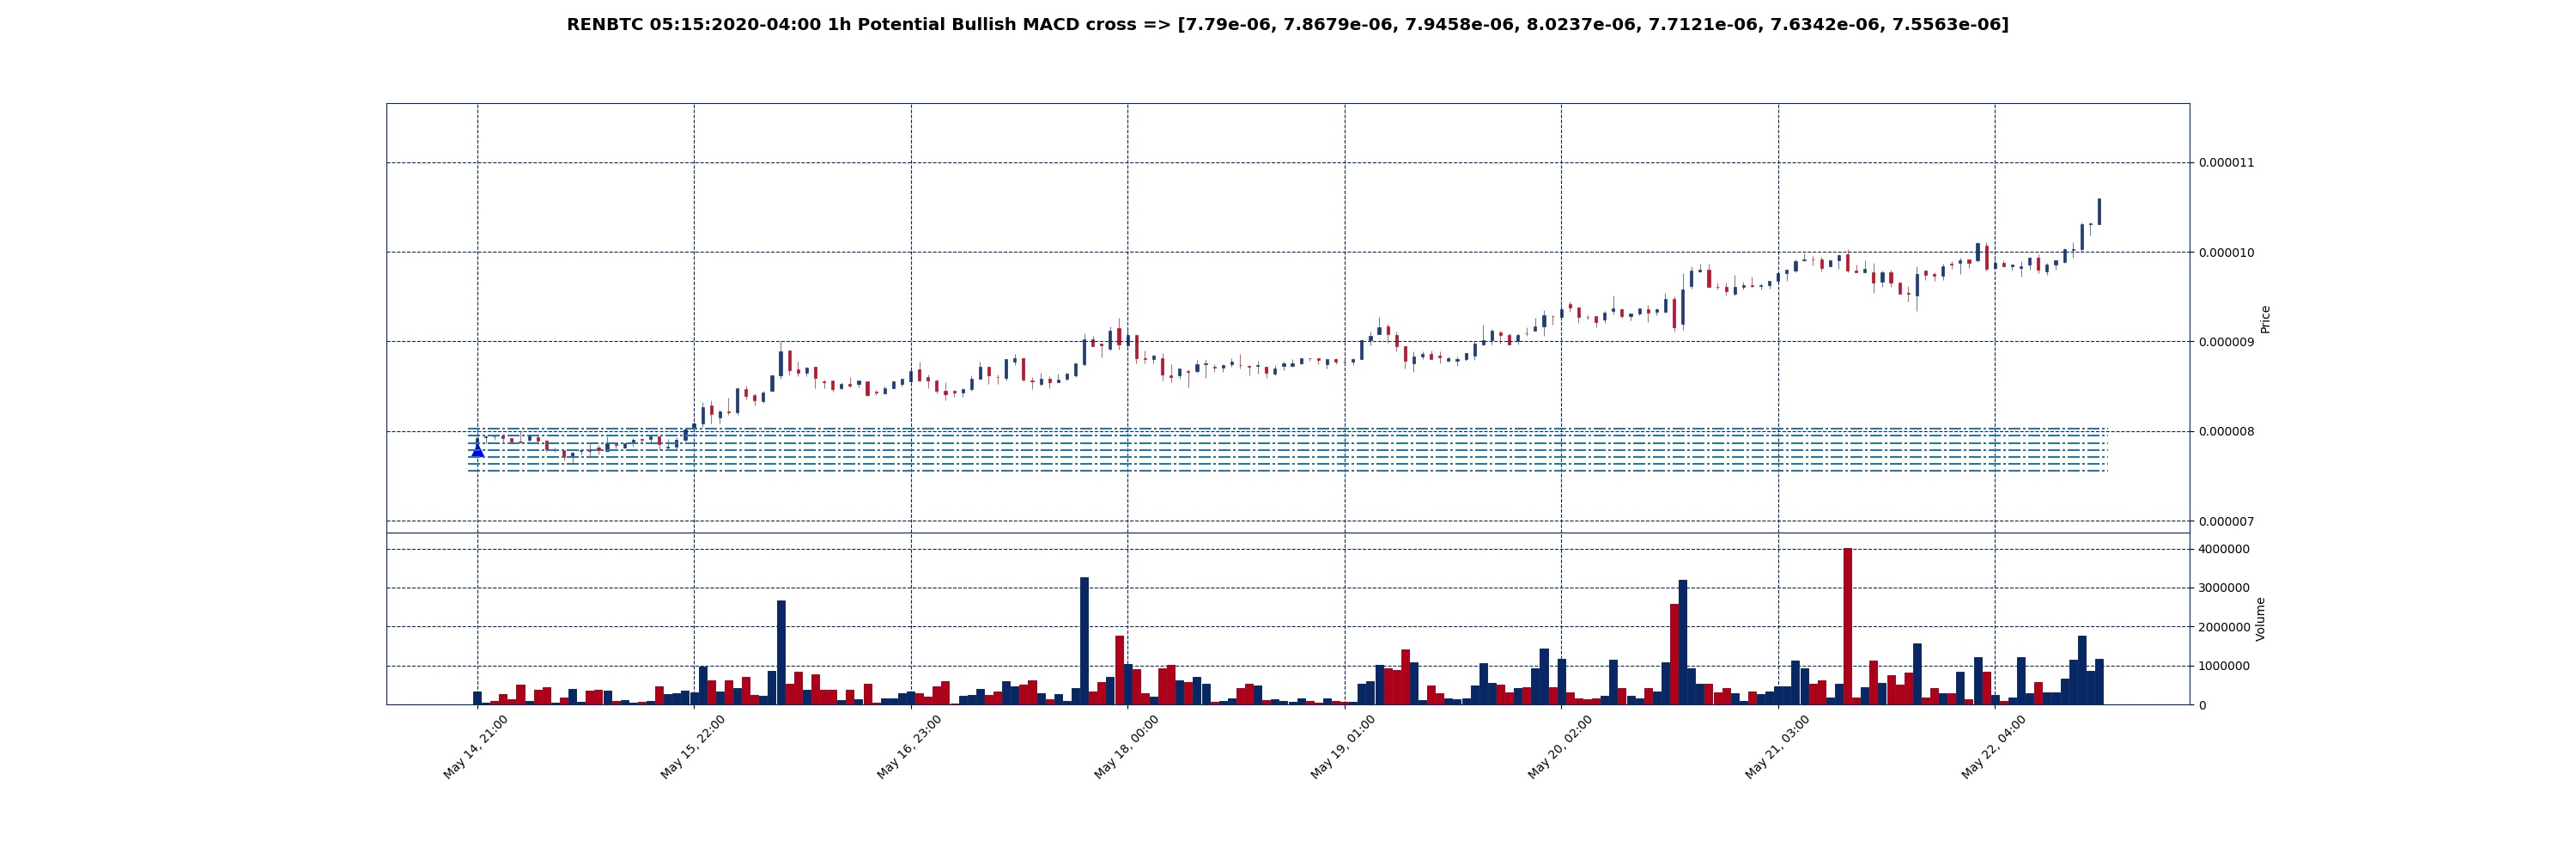 RENBTC 05:15:2020-04:00 1h Potential Bullish MACD cross => [7.79e-06, 7.8679e-06, 7.9458e-06, 8.0237e-06, 7.7121e-06, 7.6342e-06, 7.5563e-06]
0.000011
0.000010
0.000009
0.000008
0.000007
Price
4000000
3000000
2000000
1000000
0
Volume
May 14, 21:00
May 15, 22:00
May 16, 23:00
May 18, 00:00
May 19, 01:00
May 20, 02:00
May 21, 03:00
May 22, 04:00